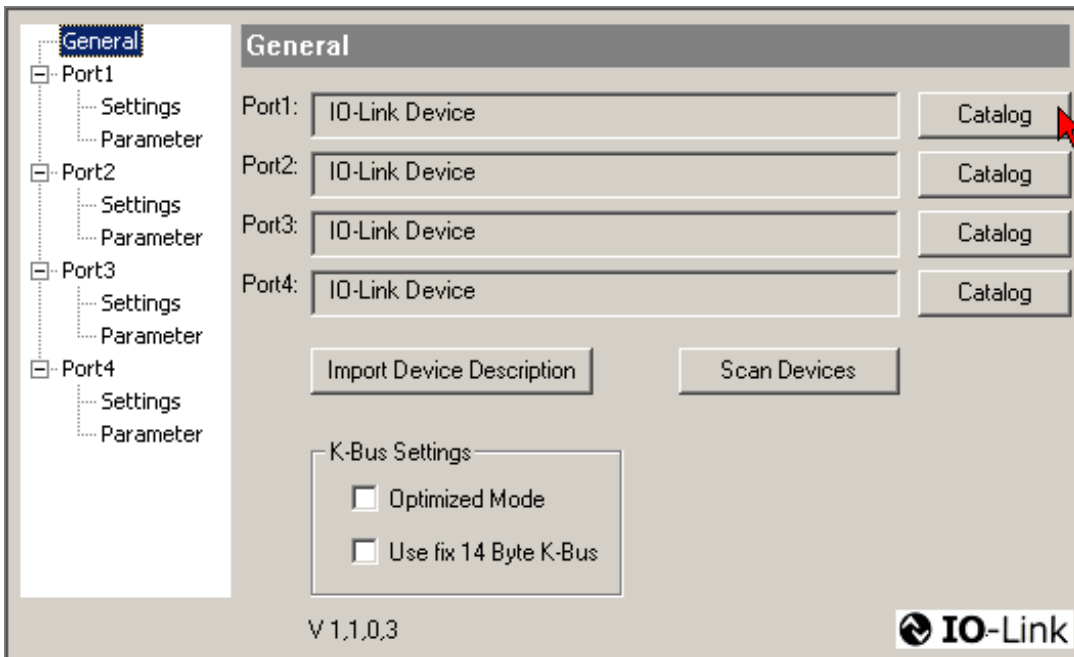 General
Port1
Settings
Parameter
Port2
Settings
Parameter
Port3
Settings
Parameter
Port4
Settings
Parameter
General
Port1: IO-Link Device Catalog
Port2: IO-Link Device Catalog
Port3: IO-Link Device Catalog
Port4: IO-Link Device Catalog
Import Device Description Scan Devices
K-Bus Settings
Optimized Mode
Use fix 14 Byte K-Bus
V 1,1,0,3
IO-Link